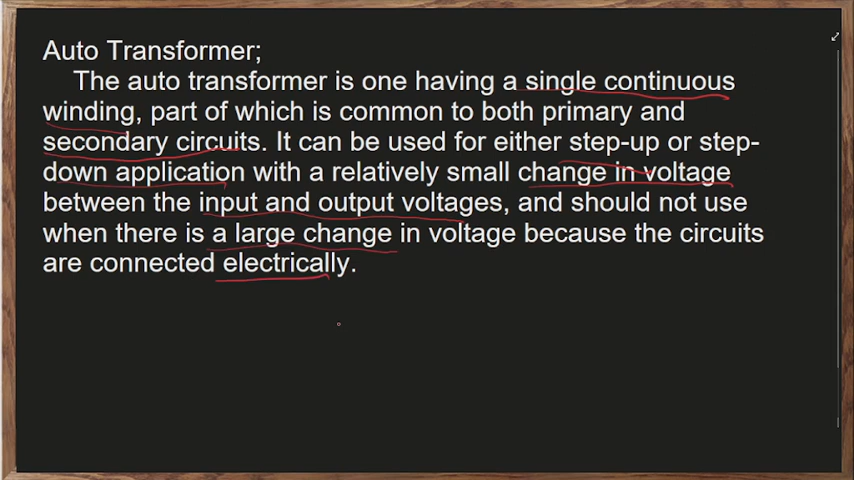 Auto Transformer;
The auto transformer is one having a single continuous
winding, part of which is common to both primary and
secondary circuits. It can be used for either step-up or step-
down application with a relatively small change in voltage
between the input and output voltages, and should not use
when there is a large change in voltage because the circuits
are connected electrically.